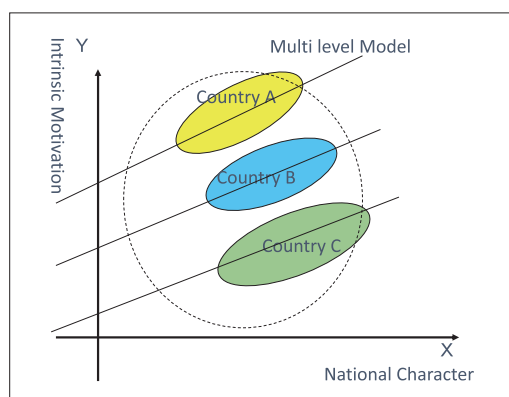 Y
Multi level Model
Intrinsic Motivation
Country A
Country B
Country C
X
National Character